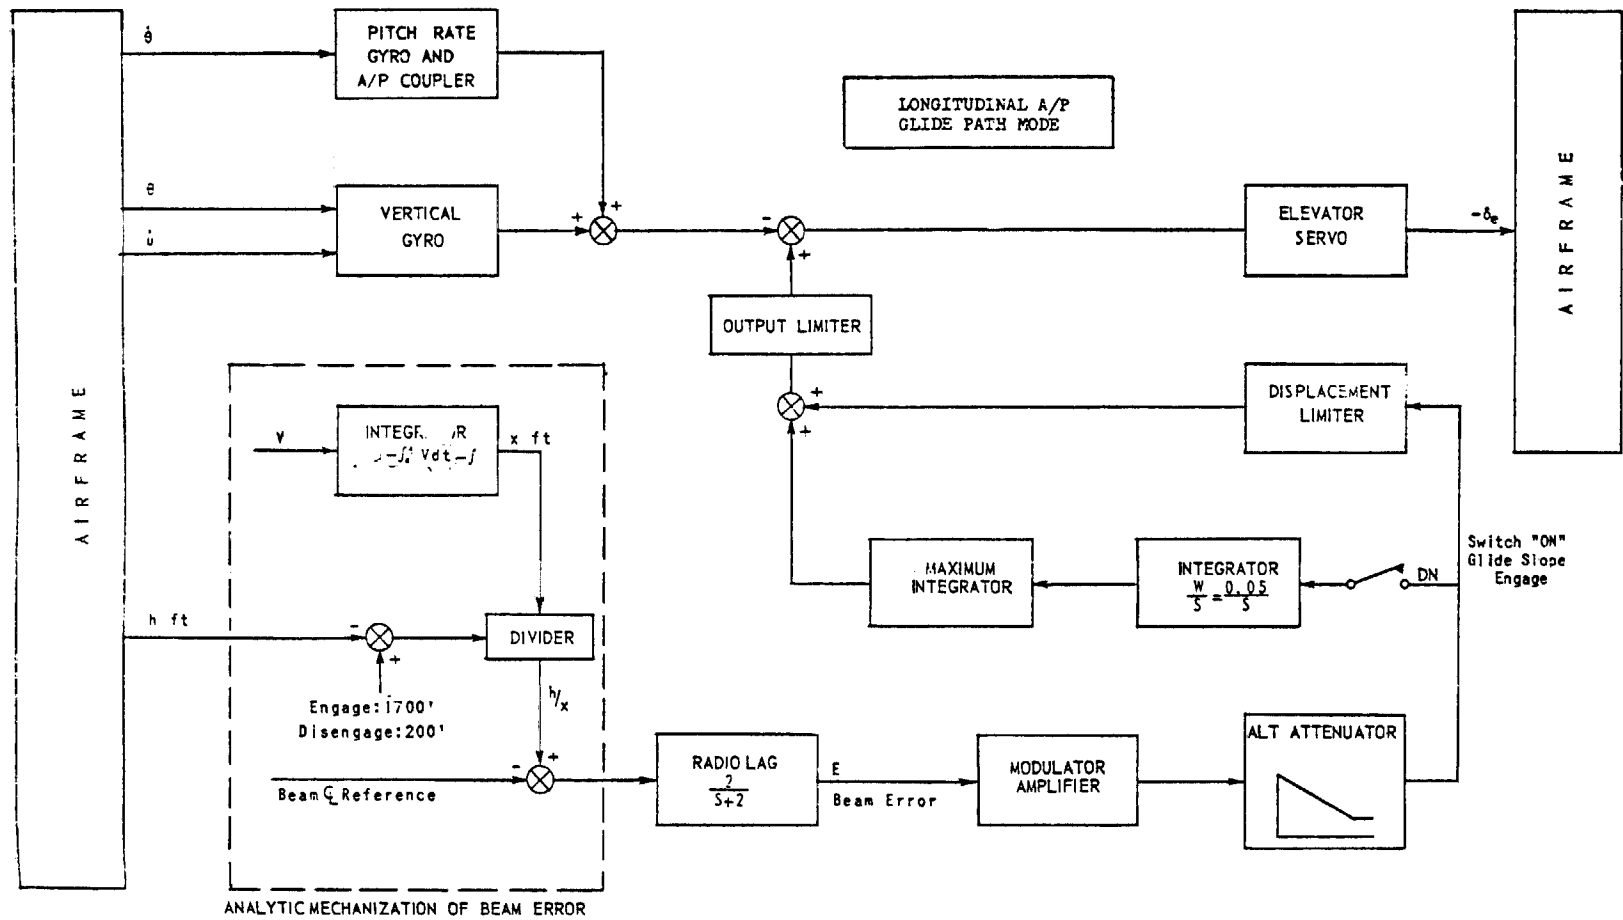 θ̇
PITCH RATE
GYRO AND
A/P COUPLER
LONGITUDINAL A/P
GLIDE PATH MODE
θ
u̇
VERTICAL
GYRO
+
+
-
+
ELEVATOR
SERVO
-δe
AIRFRAME
AIRFRAME
OUTPUT LIMITER
+
+
DISPLACEMENT
LIMITER
V
x ft
Vdt
MAXIMUM
INTEGRATOR
INTEGRATOR
W/S = 0.05/S
DN
Switch "ON"
Glide Slope
Engage
h ft
-
+
DIVIDER
Engage:1700'
Disengage:200'
h/x
-
+
Beam ℄ Reference
RADIO LAG
2/S+2
E
Beam Error
MODULATOR
AMPLIFIER
ALT ATTENUATOR
ANALYTIC MECHANIZATION OF BEAM ERROR